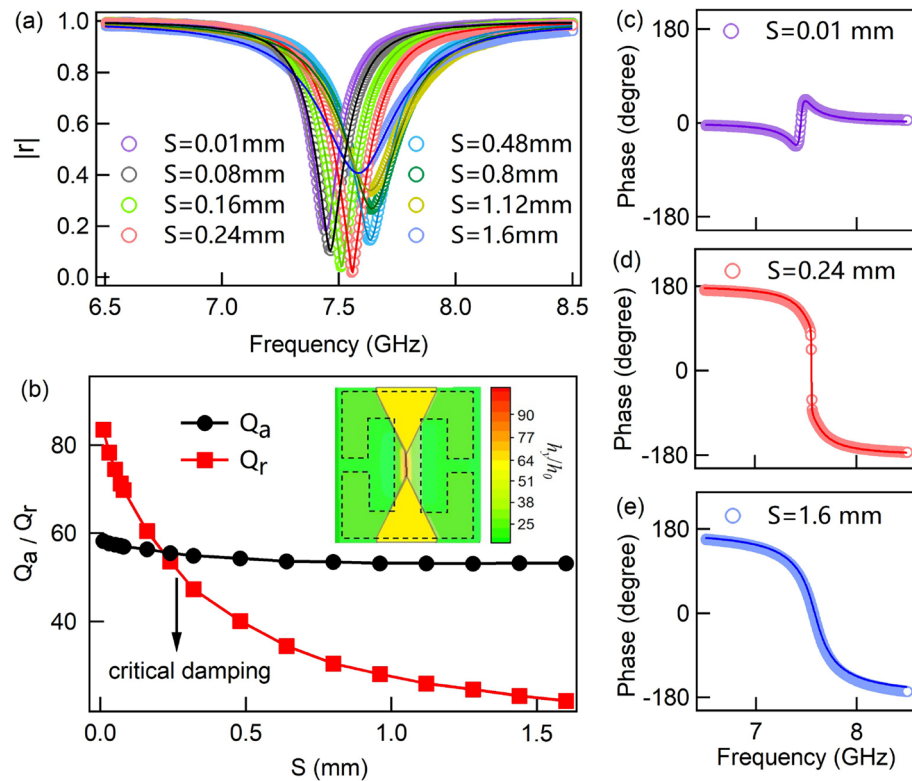 (a)
1.0
0.8
0.6
0.4
0.2
0.0
|r|
S=0.01mm
S=0.08mm
S=0.16mm
S=0.24mm
S=0.48mm
S=0.8mm
S=1.12mm
S=1.6mm
6.5 7.0 7.5 8.0 8.5
Frequency (GHz)
(b)
80
60
40
Qa / Qr
Qa
Qr
90
77
64
51
38
25
hy/h0
critical damping
0.0 0.5 1.0 1.5
S (mm)
(c)
S=0.01 mm
180
0
-180
Phase (degree)
(d)
S=0.24 mm
180
0
-180
Phase (degree)
(e)
S=1.6 mm
180
0
-180
Phase (degree)
7 8
Frequency (GHz)